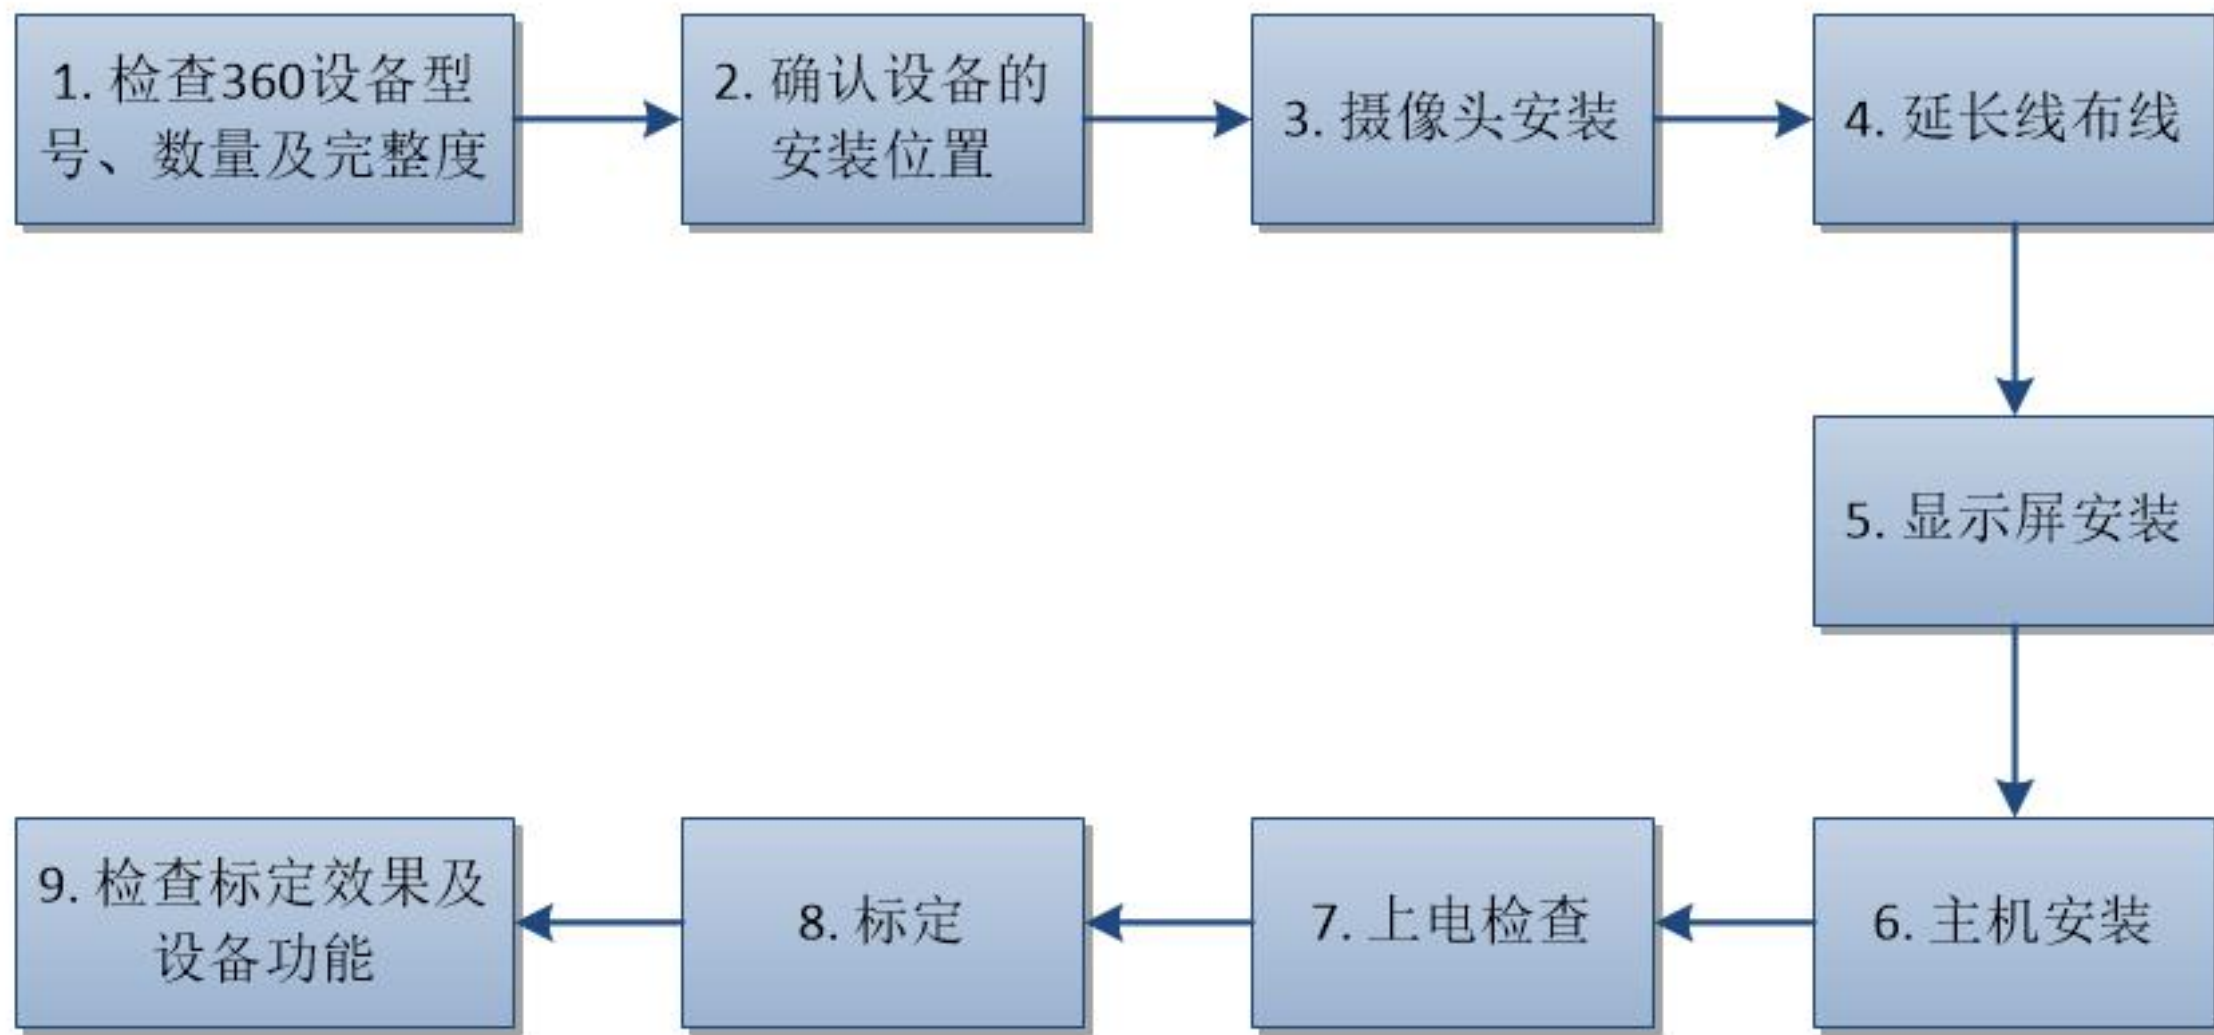 1. 检查360设备型
号、数量及完整度
2. 确认设备的
安装位置
3. 摄像头安装
4. 延长线布线
5. 显示屏安装
6. 主机安装
7. 上电检查
8. 标定
9. 检查标定效果及
设备功能